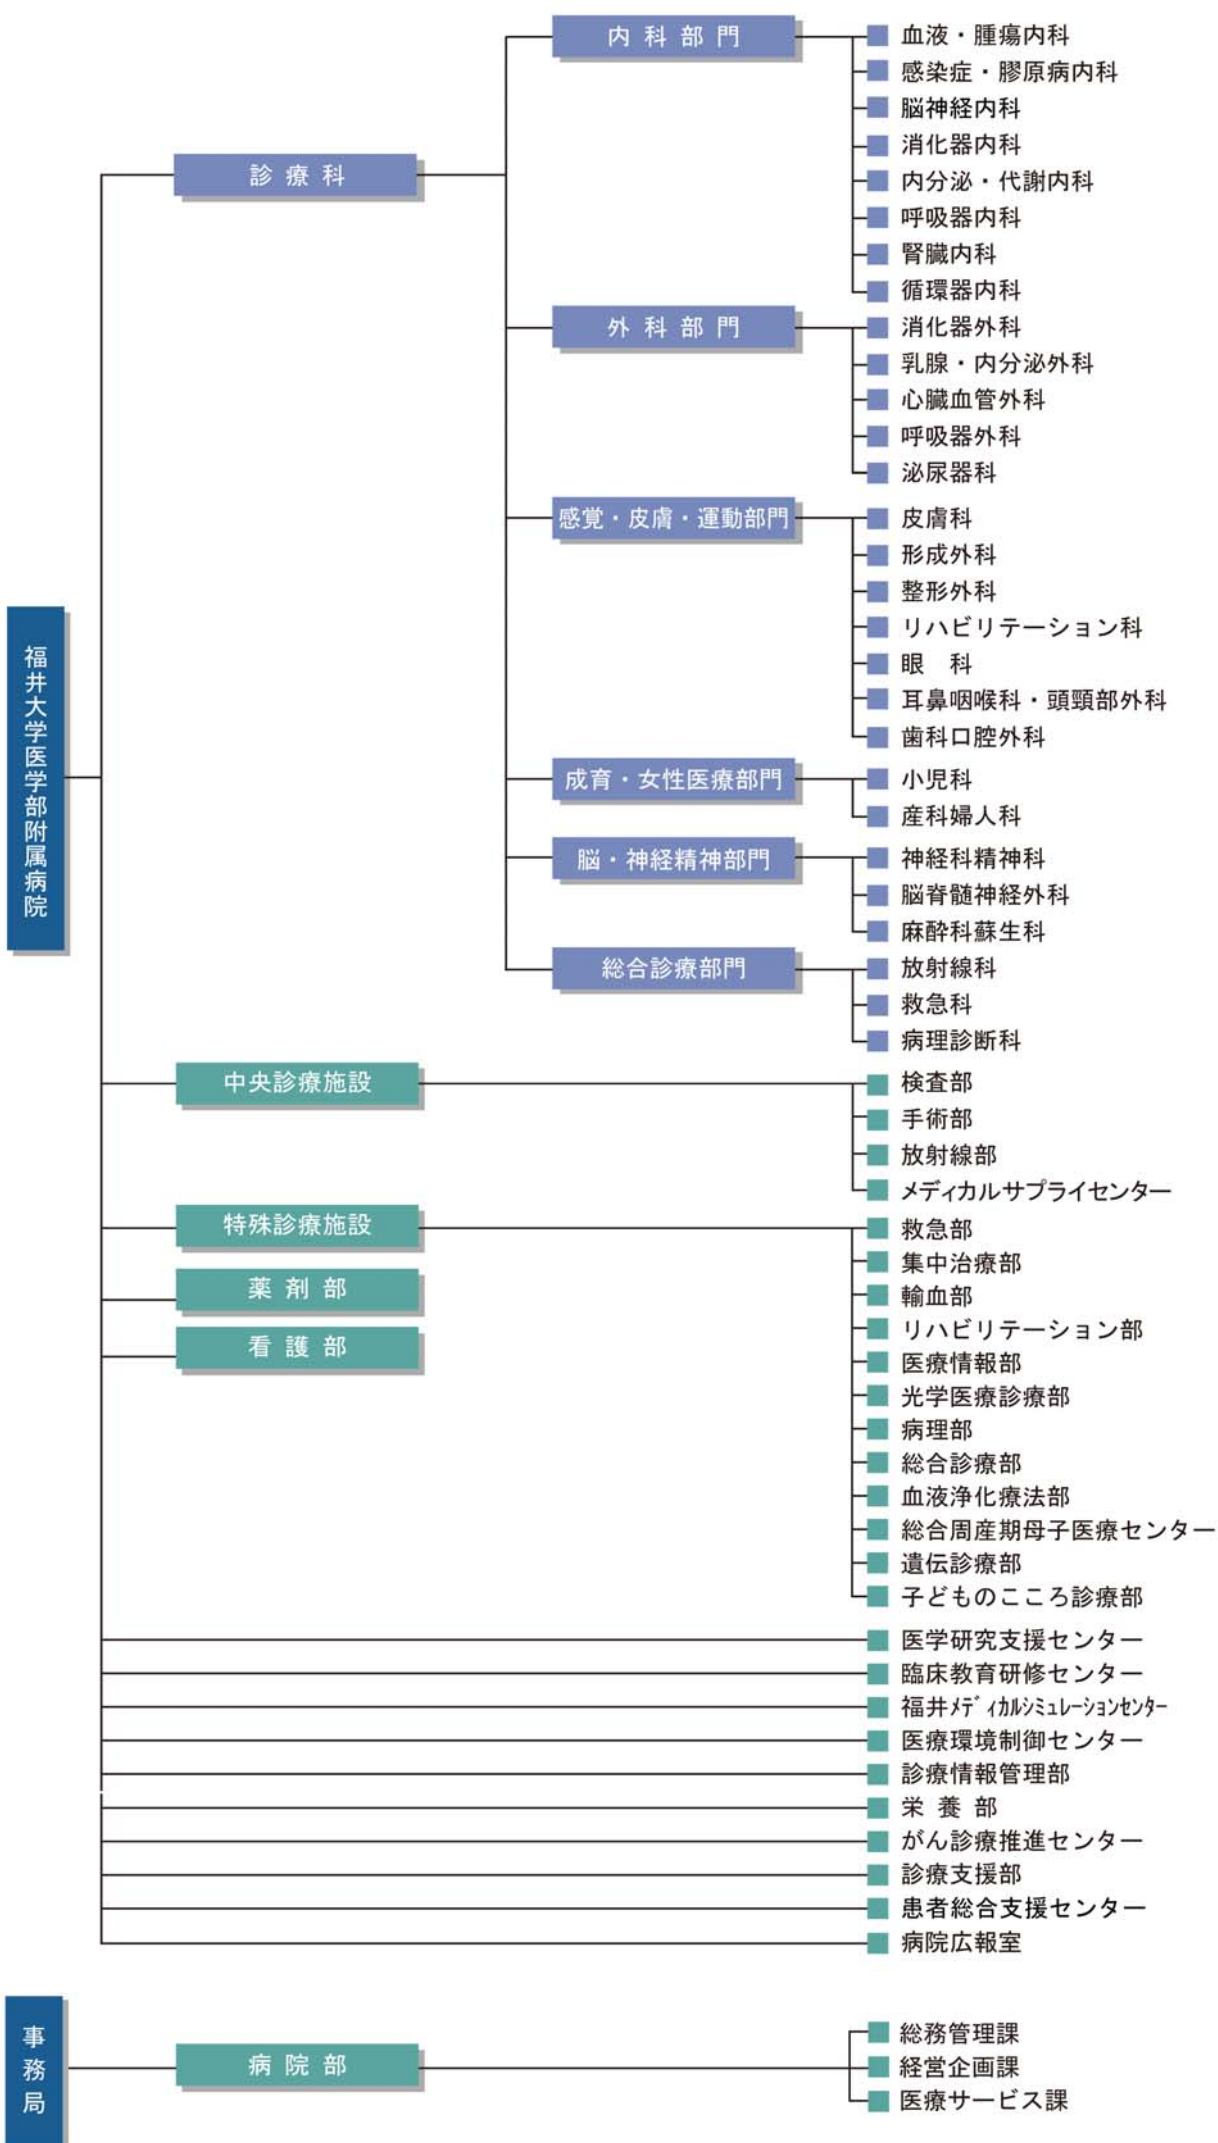 福井大学医学部附属病院
診療科
内科部門
血液・腫瘍内科
感染症・膠原病内科
脳神経内科
消化器内科
内分泌・代謝内科
呼吸器内科
腎臓内科
循環器内科
外科部門
消化器外科
乳腺・内分泌外科
心臓血管外科
呼吸器外科
泌尿器科
感覚・皮膚・運動部門
皮膚科
形成外科
整形外科
リハビリテーション科
眼　科
耳鼻咽喉科・頭頸部外科
歯科口腔外科
成育・女性医療部門
小児科
産科婦人科
脳・神経精神部門
神経科精神科
脳脊髄神経外科
麻酔科蘇生科
総合診療部門
放射線科
救急科
病理診断科
中央診療施設
検査部
手術部
放射線部
メディカルサプライセンター
特殊診療施設
救急部
集中治療部
輸血部
リハビリテーション部
医療情報部
光学医療診療部
病理部
総合診療部
血液浄化療法部
総合周産期母子医療センター
遺伝診療部
子どものこころ診療部
薬剤部
看護部
医学研究支援センター
臨床教育研修センター
福井ﾒﾃﾞｨｶﾙｼﾐｭﾚｰｼｮﾝｾﾝﾀｰ
医療環境制御センター
診療情報管理部
栄養部
がん診療推進センター
診療支援部
患者総合支援センター
病院広報室
事務局
病院部
総務管理課
経営企画課
医療サービス課